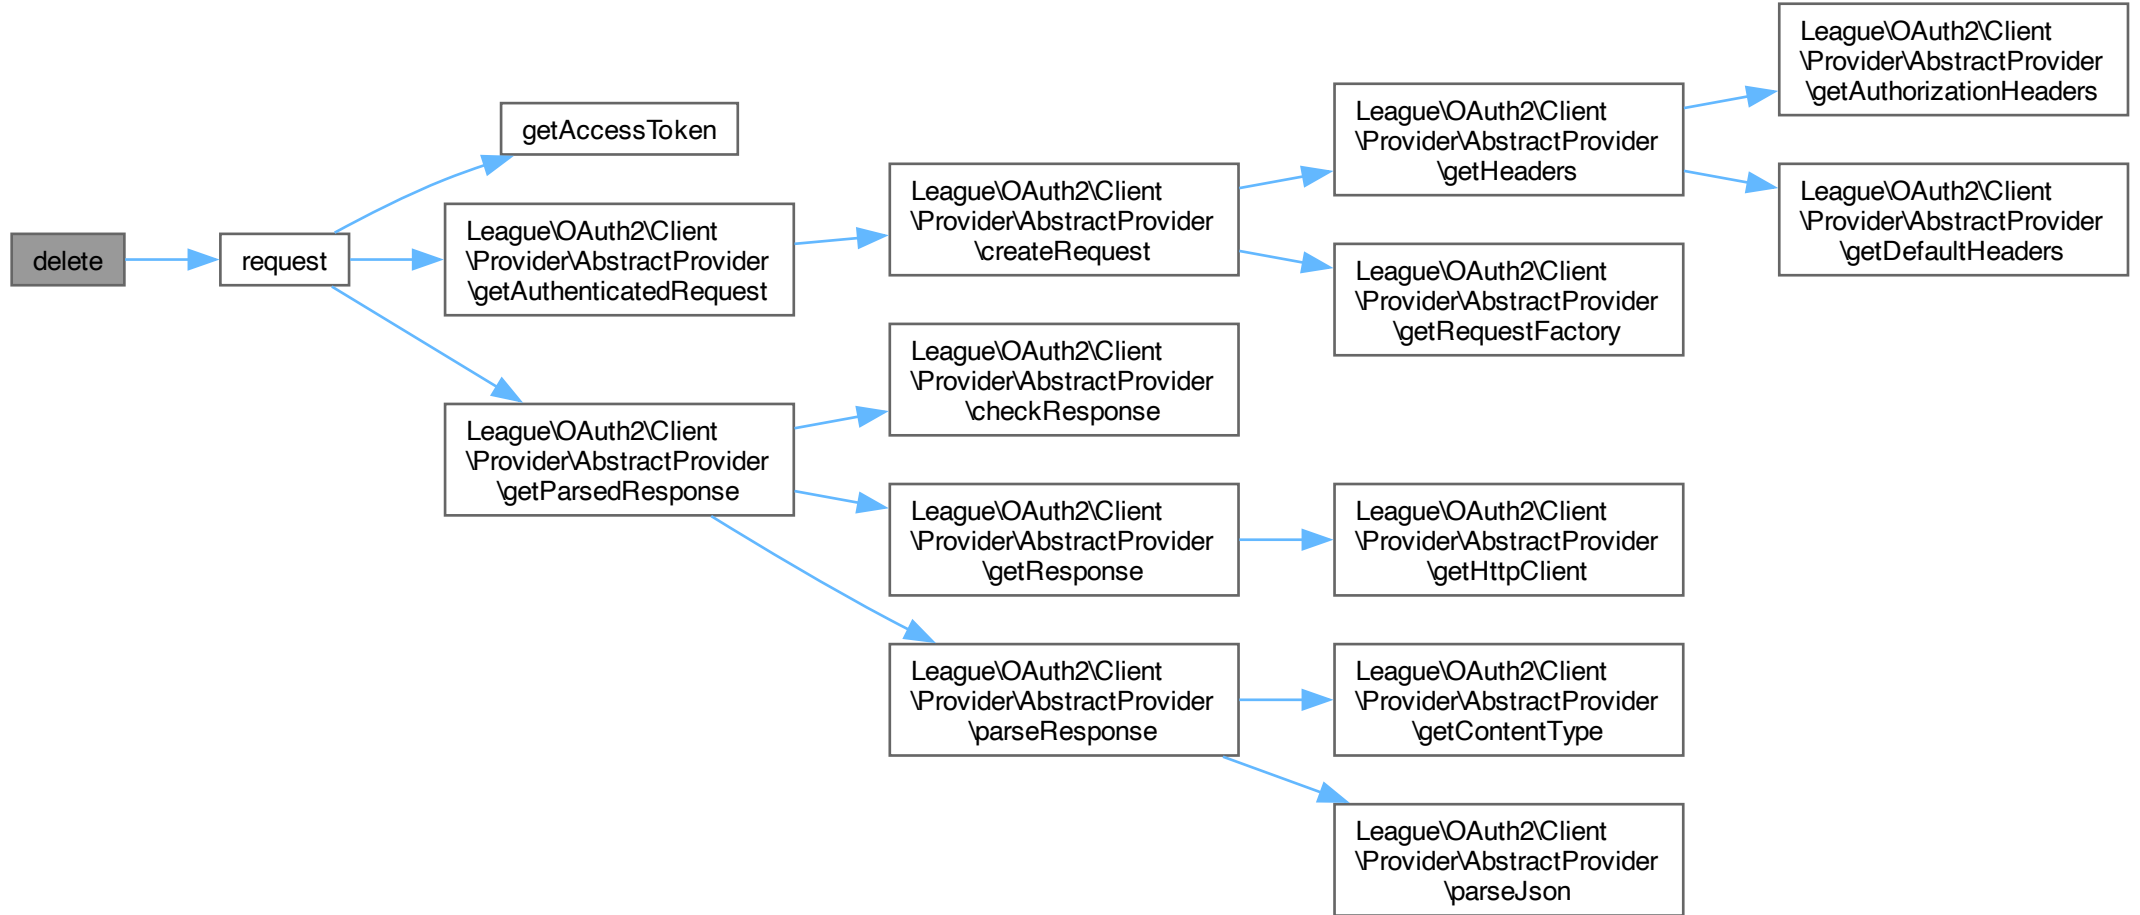 delete
request
getAccessToken
League\OAuth2\Client
\Provider\AbstractProvider
\getAuthenticatedRequest
League\OAuth2\Client
\Provider\AbstractProvider
\getParsedResponse
League\OAuth2\Client
\Provider\AbstractProvider
\createRequest
League\OAuth2\Client
\Provider\AbstractProvider
\checkResponse
League\OAuth2\Client
\Provider\AbstractProvider
\getResponse
League\OAuth2\Client
\Provider\AbstractProvider
\parseResponse
League\OAuth2\Client
\Provider\AbstractProvider
\getHeaders
League\OAuth2\Client
\Provider\AbstractProvider
\getRequestFactory
League\OAuth2\Client
\Provider\AbstractProvider
\getHttpClient
League\OAuth2\Client
\Provider\AbstractProvider
\getContentType
League\OAuth2\Client
\Provider\AbstractProvider
\parseJson
League\OAuth2\Client
\Provider\AbstractProvider
\getAuthorizationHeaders
League\OAuth2\Client
\Provider\AbstractProvider
\getDefaultHeaders